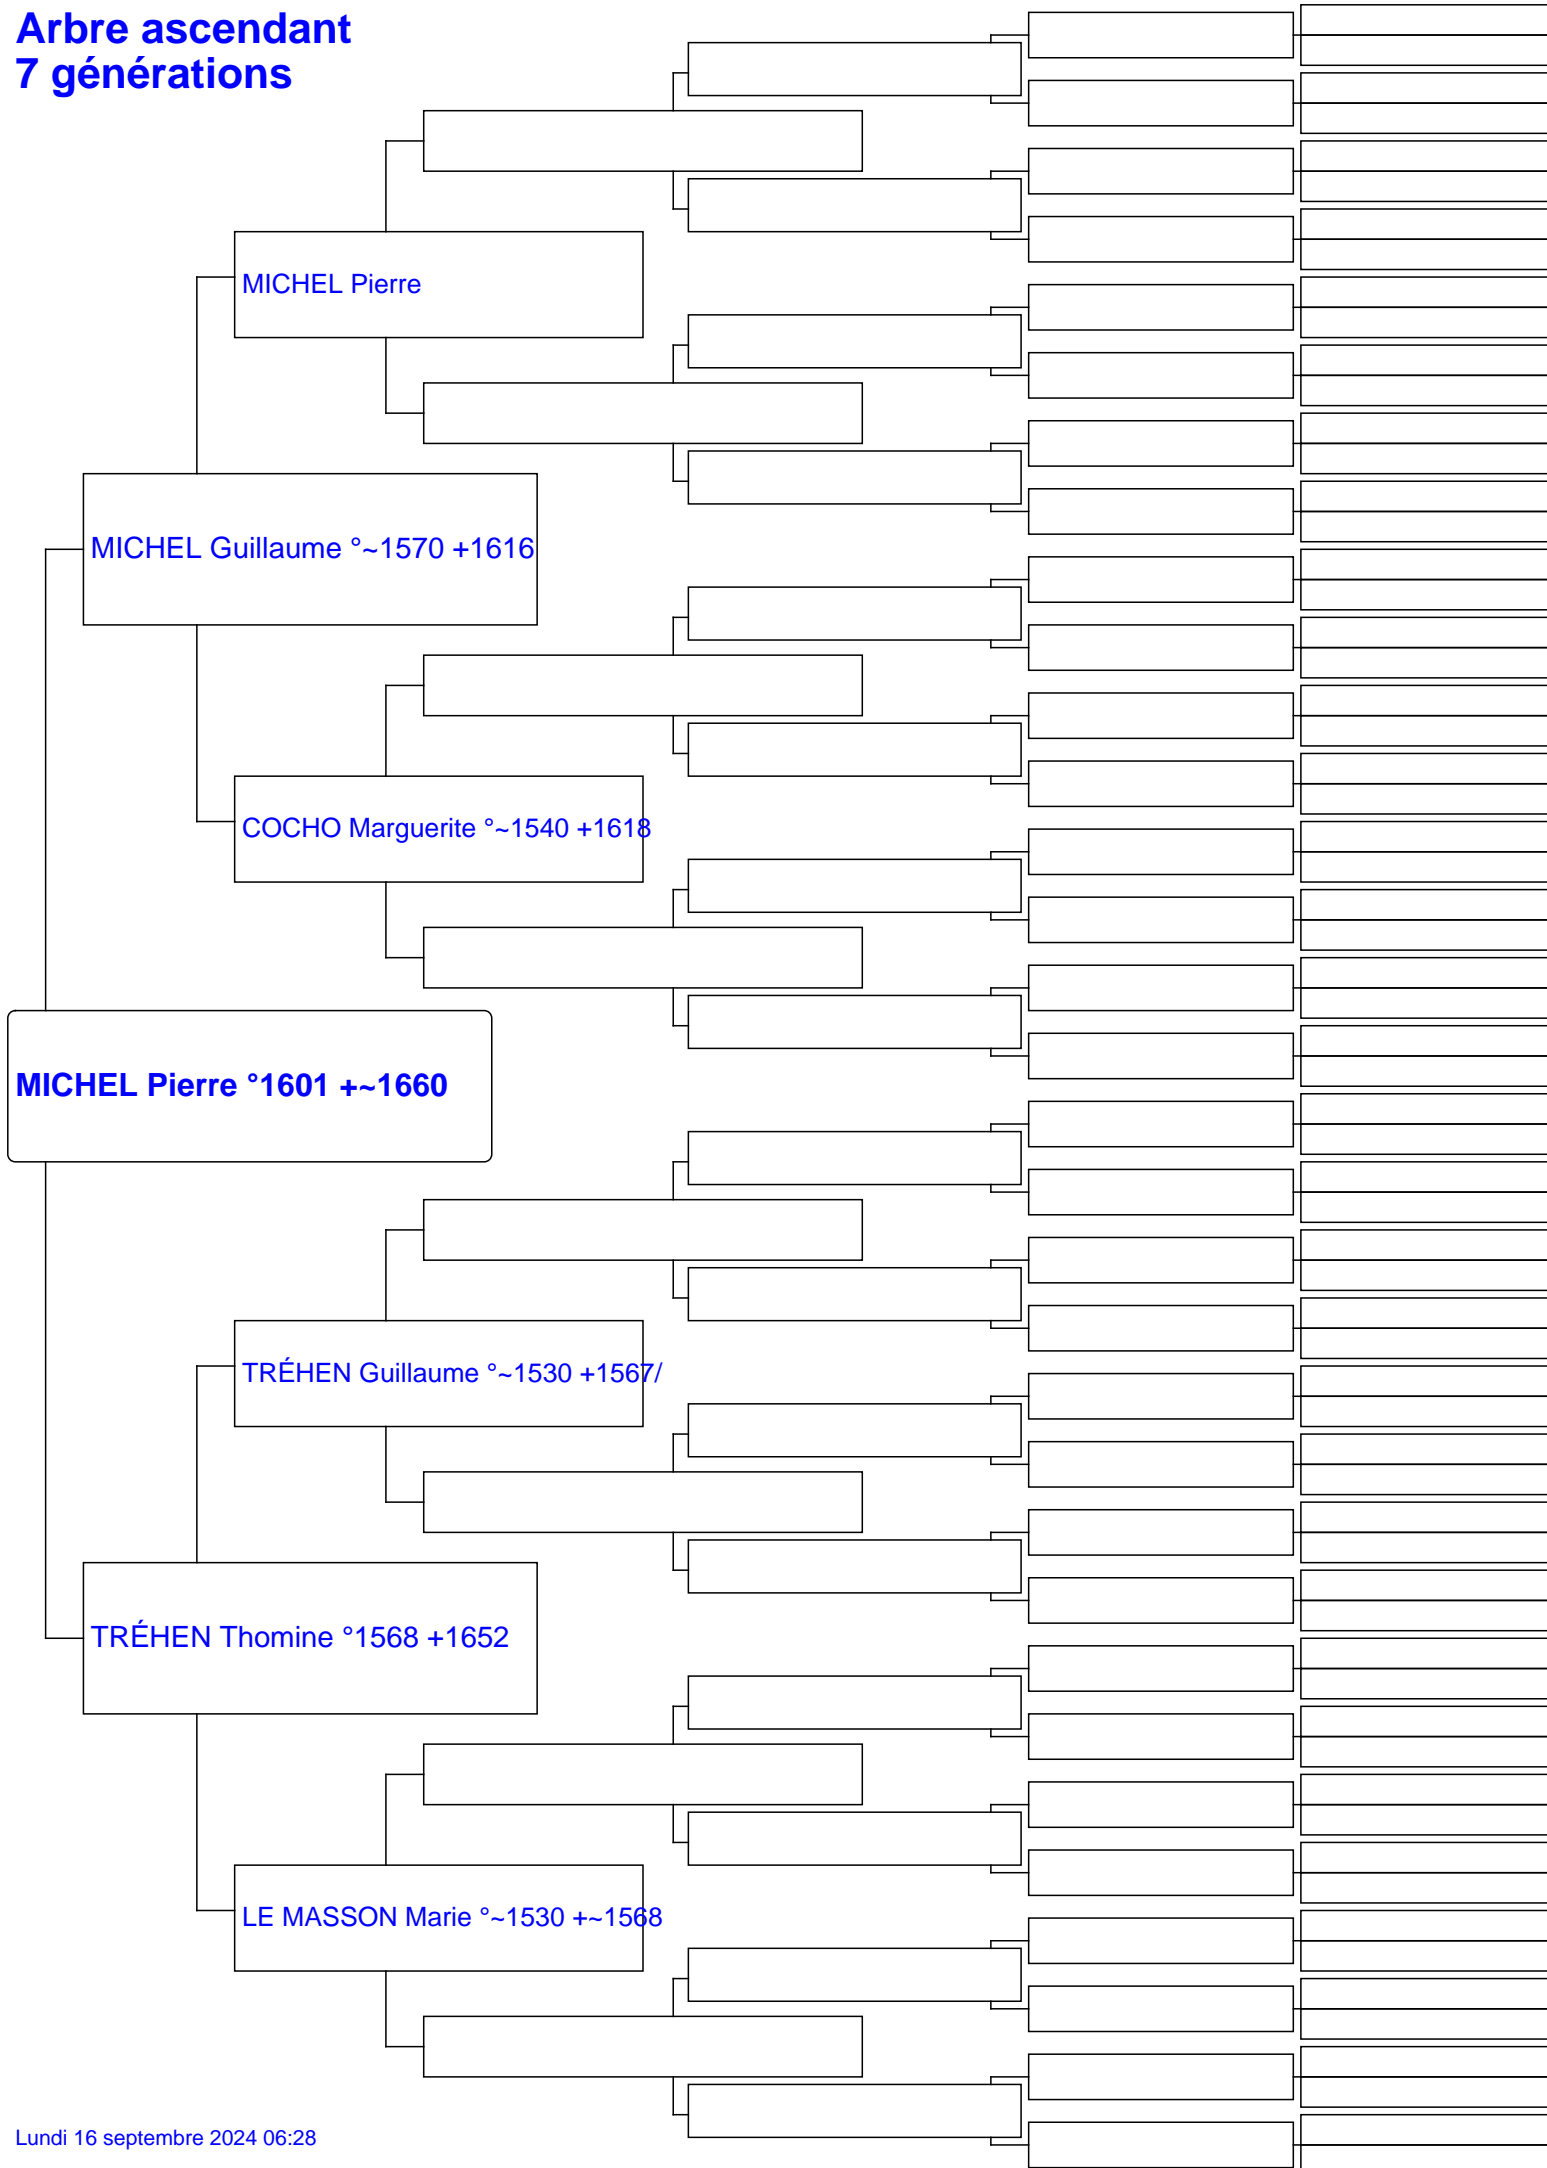 Arbre ascendant
7 générations
MICHEL Pierre
MICHEL Guillaume °~1570 +1616
COCHO Marguerite °~1540 +1618
MICHEL Pierre °1601 +~1660
TRÉHEN Guillaume °~1530 +1567/
TRÉHEN Thomine °1568 +1652
LE MASSON Marie °~1530 +~1568
Lundi 16 septembre 2024 06:28